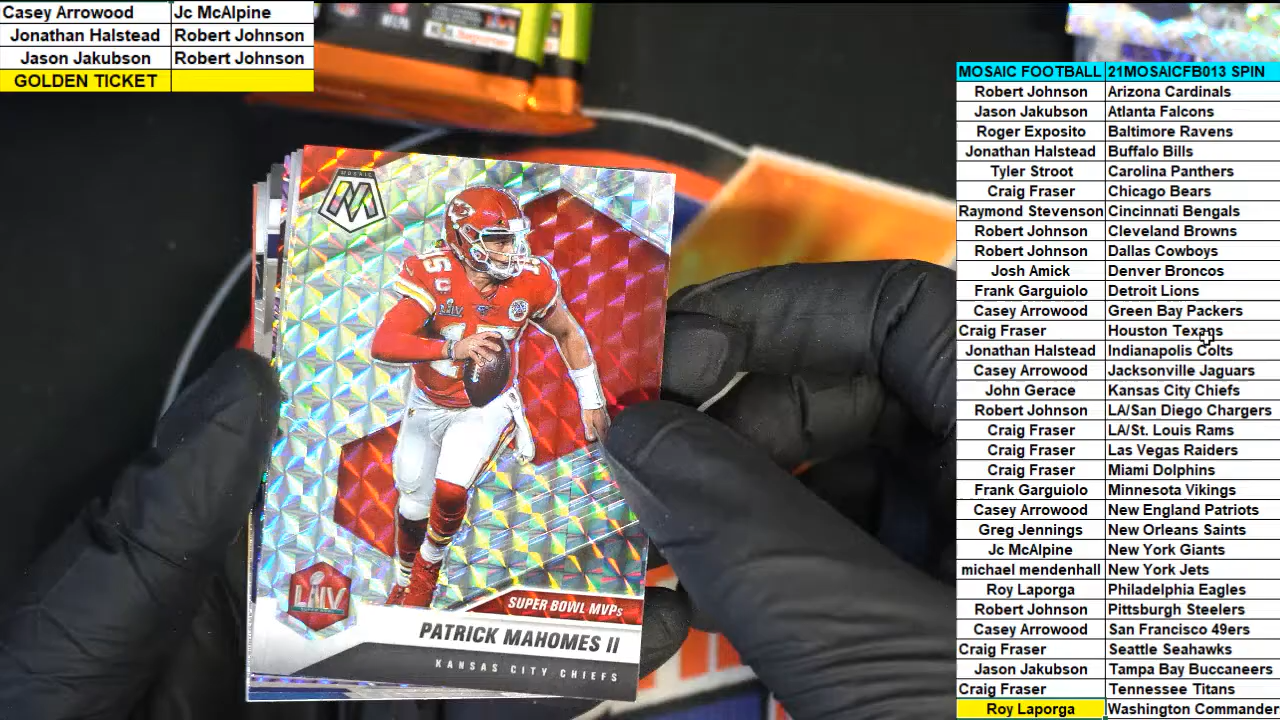 Casey Arrowood Jc McAlpine
Jonathan Halstead Robert Johnson
Jason Jakubson Robert Johnson
GOLDEN TICKET
MOSAIC FOOTBALL 21MOSAICFB013 SPIN
Robert Johnson Arizona Cardinals
Jason Jakubson Atlanta Falcons
Roger Exposito Baltimore Ravens
Jonathan Halstead Buffalo Bills
Tyler Stroot Carolina Panthers
Craig Fraser Chicago Bears
Raymond Stevenson Cincinnati Bengals
Robert Johnson Cleveland Browns
Robert Johnson Dallas Cowboys
Josh Amick Denver Broncos
Frank Garguiolo Detroit Lions
Casey Arrowood Green Bay Packers
Craig Fraser Houston Texans
Jonathan Halstead Indianapolis Colts
Casey Arrowood Jacksonville Jaguars
John Gerace Kansas City Chiefs
Robert Johnson LA/San Diego Chargers
Craig Fraser LA/St. Louis Rams
Craig Fraser Las Vegas Raiders
Craig Fraser Miami Dolphins
Frank Garguiolo Minnesota Vikings
Casey Arrowood New England Patriots
Greg Jennings New Orleans Saints
Jc McAlpine New York Giants
michael mendenhall New York Jets
Roy Laporga Philadelphia Eagles
Robert Johnson Pittsburgh Steelers
Casey Arrowood San Francisco 49ers
Craig Fraser Seattle Seahawks
Jason Jakubson Tampa Bay Buccaneers
Craig Fraser Tennessee Titans
Roy Laporga Washington Commander
MOSAIC
M
15
LIV
SUPER BOWL MVPs
PATRICK MAHOMES II
KANSAS CITY CHIEFS